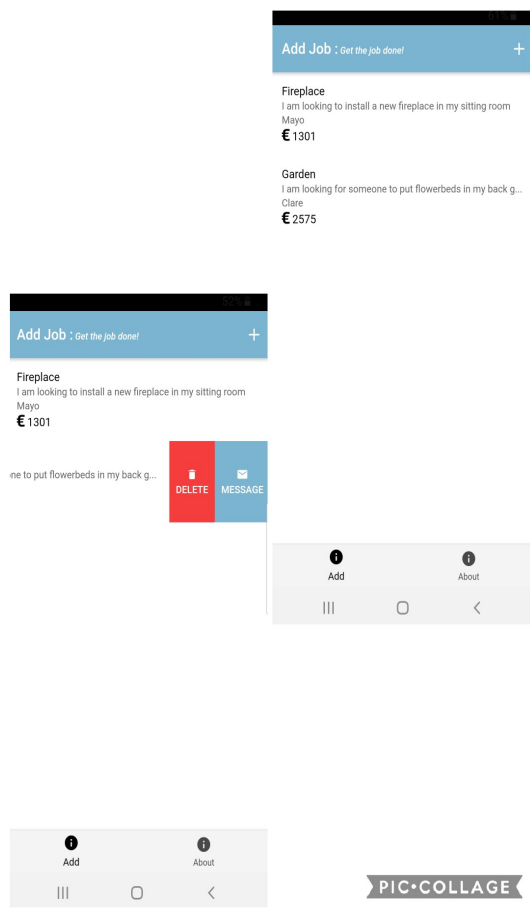 61%
Add Job : Get the job done!
+
Fireplace
I am looking to install a new fireplace in my sitting room
Mayo
€ 1301
Garden
I am looking for someone to put flowerbeds in my back g...
Clare
€ 2575
Add
About
52%
Add Job : Get the job done!
+
Fireplace
I am looking to install a new fireplace in my sitting room
Mayo
€ 1301
ne to put flowerbeds in my back g...
DELETE
MESSAGE
Add
About
PIC•COLLAGE